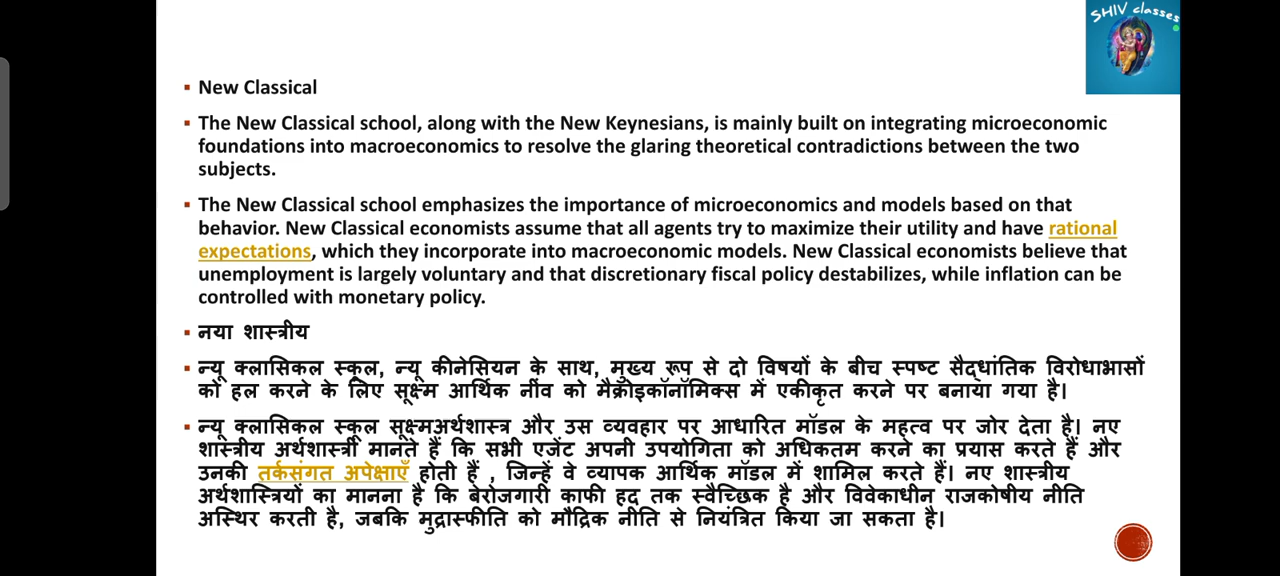 SHIV classes
New Classical
The New Classical school, along with the New Keynesians, is mainly built on integrating microeconomic
foundations into macroeconomics to resolve the glaring theoretical contradictions between the two
subjects.
The New Classical school emphasizes the importance of microeconomics and models based on that
behavior. New Classical economists assume that all agents try to maximize their utility and have rational
expectations, which they incorporate into macroeconomic models. New Classical economists believe that
unemployment is largely voluntary and that discretionary fiscal policy destabilizes, while inflation can be
controlled with monetary policy.
नया शास्त्रीय
न्यू क्लासिकल स्कूल, न्यू कीनेसियन के साथ, मुख्य रूप से दो विषयों के बीच स्पष्ट सैद्धांतिक विरोधाभासों
को हल करने के लिए सूक्ष्म आर्थिक नींव को मैक्रोइकॉनॉमिक्स में एकीकृत करने पर बनाया गया है।
न्यू क्लासिकल स्कूल सूक्ष्मअर्थशास्त्र और उस व्यवहार पर आधारित मॉडल के महत्व पर जोर देता है। नए
शास्त्रीय अर्थशास्त्री मानते हैं कि सभी एजेंट अपनी उपयोगिता को अधिकतम करने का प्रयास करते हैं और
उनकी तर्कसंगत अपेक्षाएँ होती हैं , जिन्हें वे व्यापक आर्थिक मॉडल में शामिल करते हैं। नए शास्त्रीय
अर्थशास्त्रियों का मानना है कि बेरोजगारी काफी हद तक स्वैच्छिक है और विवेकाधीन राजकोषीय नीति
अस्थिर करती है, जबकि मुद्रास्फीति को मौद्रिक नीति से नियंत्रित किया जा सकता है।